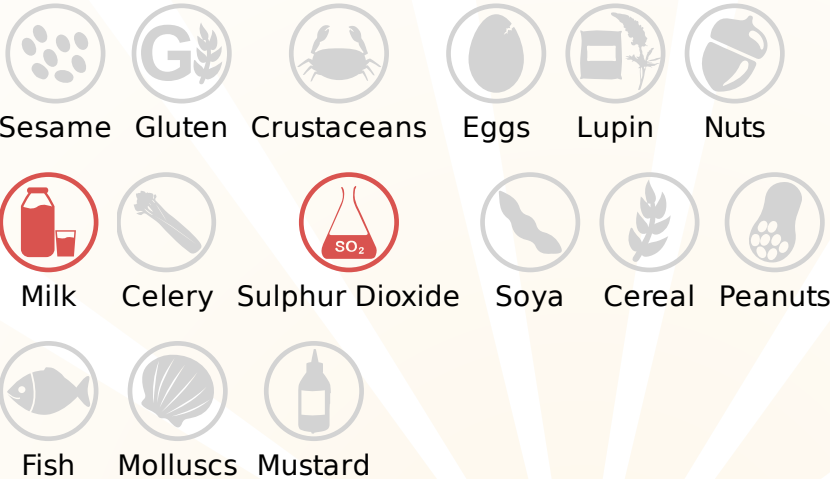 G
Sesame Gluten Crustaceans Eggs Lupin Nuts
SO₂
Milk Celery Sulphur Dioxide Soya Cereal Peanuts
Fish Molluscs Mustard